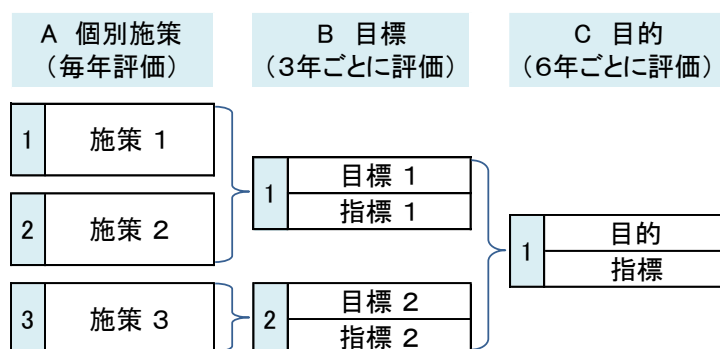 A 個別施策
（毎年評価）
B 目標
（3年ごとに評価）
C 目的
（6年ごとに評価）
1
施策 1
2
施策 2
3
施策 3
1
目標 1
指標 1
2
目標 2
指標 2
1
目的
指標